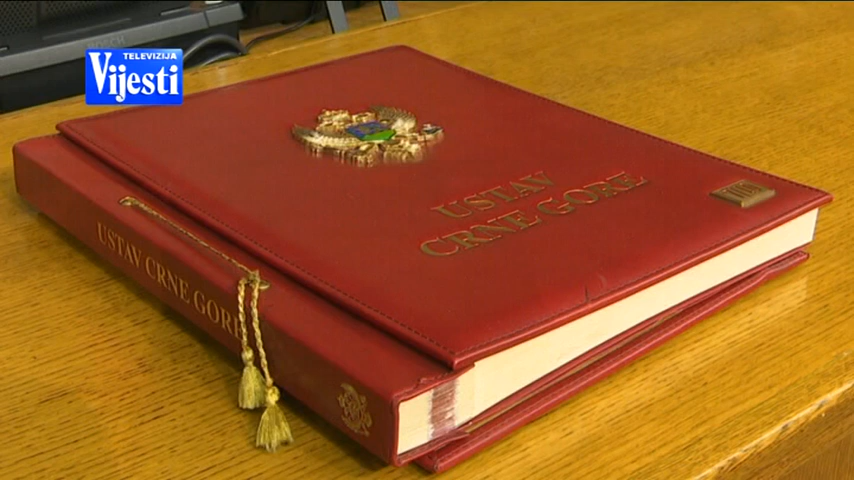 TELEVIZIJA
Vijesti
USTAV
CRNE GORE
USTAV CRNE GORE